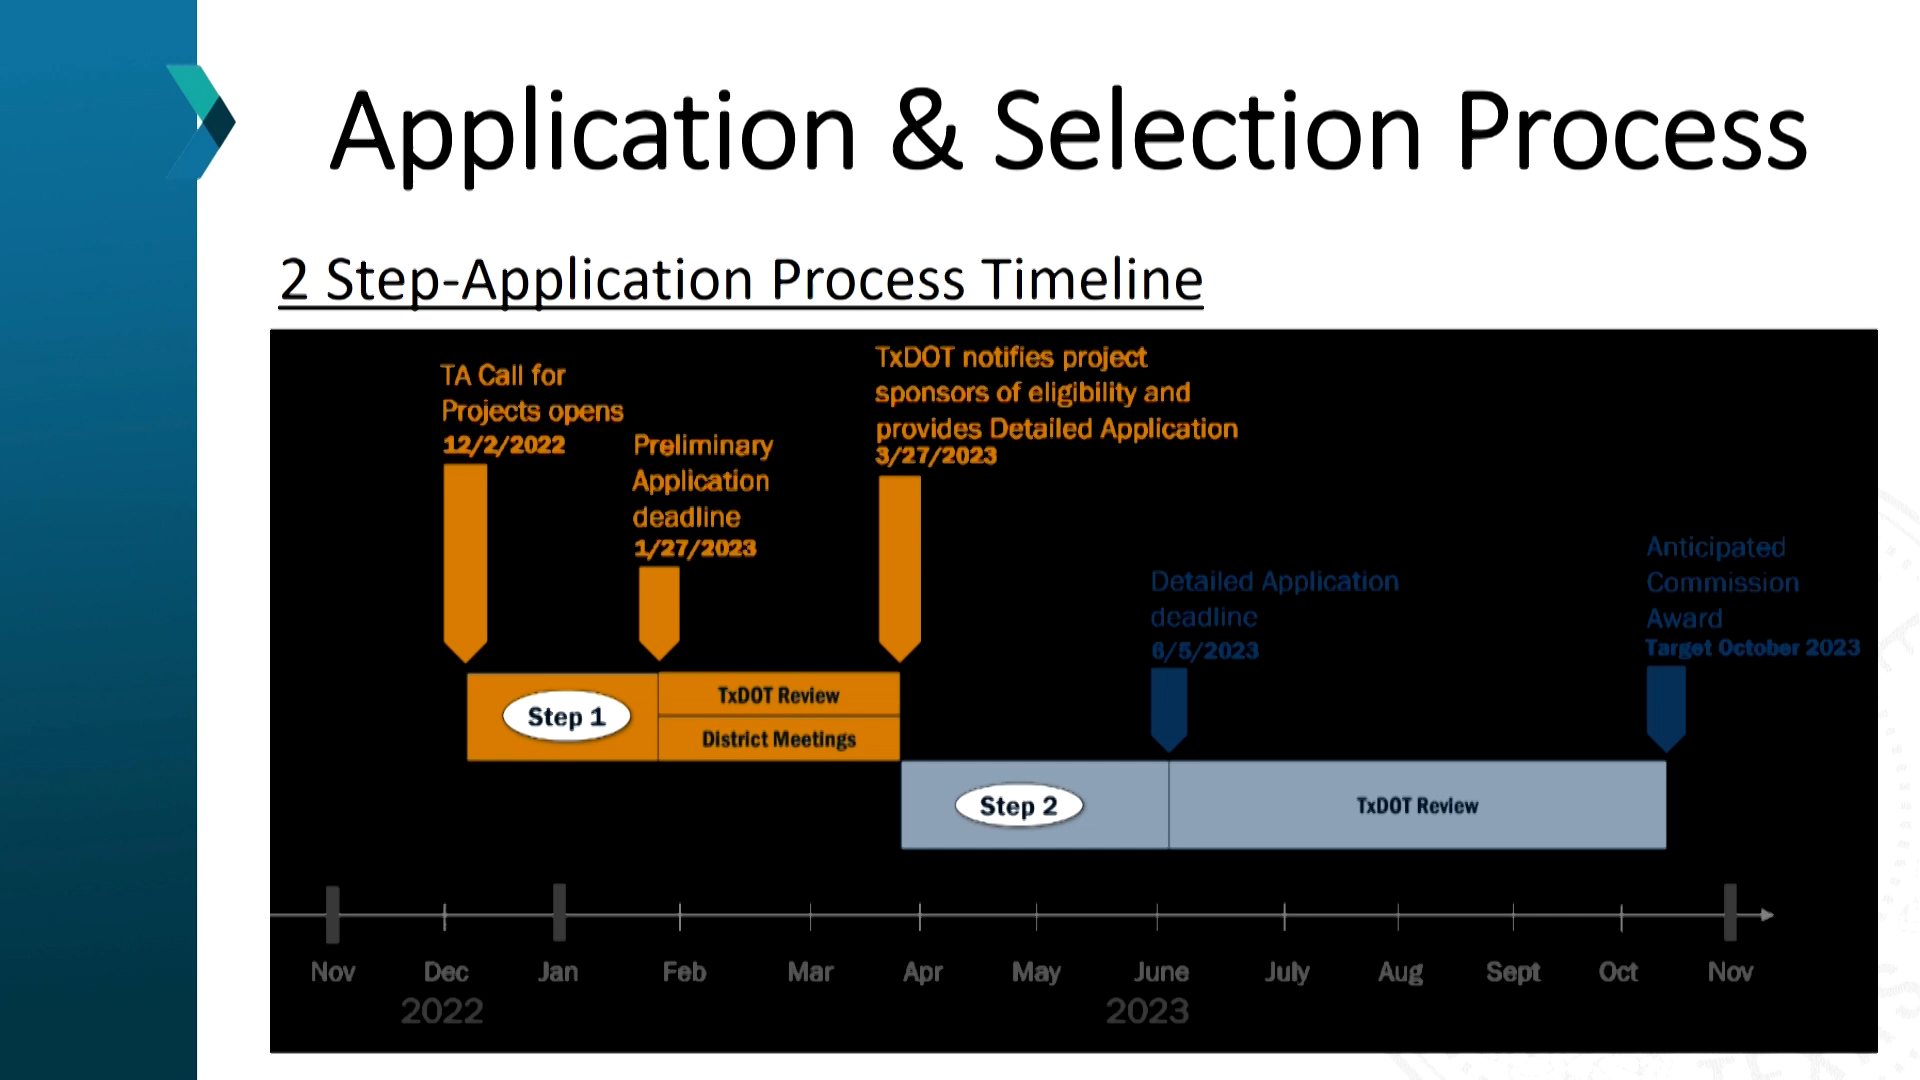 Application & Selection Process
2 Step-Application Process Timeline
TA Call for
Projects opens
12/2/2022
Preliminary
Application
deadline
1/27/2023
TxDOT notifies project
sponsors of eligibility and
provides Detailed Application
3/27/2023
Detailed Application
deadline
6/5/2023
Anticipated
Commission
Award
Target October 2023
Step 1
TxDOT Review
District Meetings
Step 2
TxDOT Review
Nov Dec Jan Feb Mar Apr May June July Aug Sept Oct Nov
2022 2023